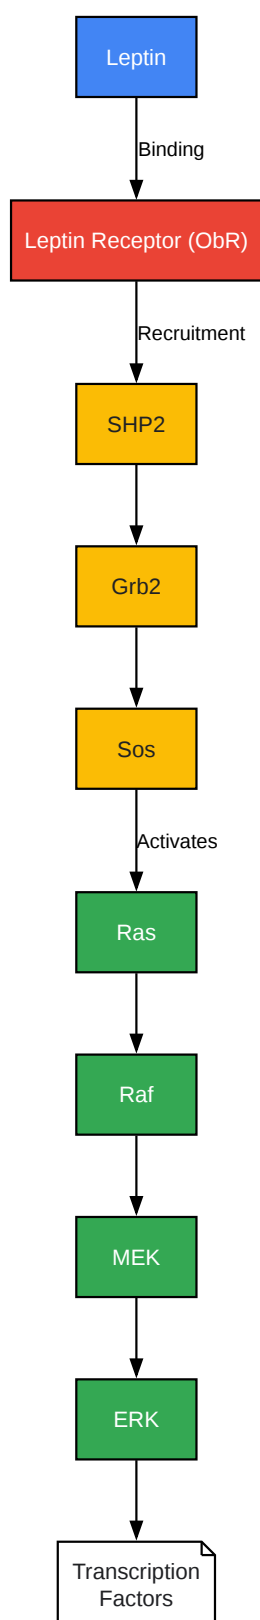 Leptin
Binding
Leptin Receptor (ObR)
Recruitment
SHP2
Grb2
Sos
Activates
Ras
Raf
MEK
ERK
Transcription
Factors